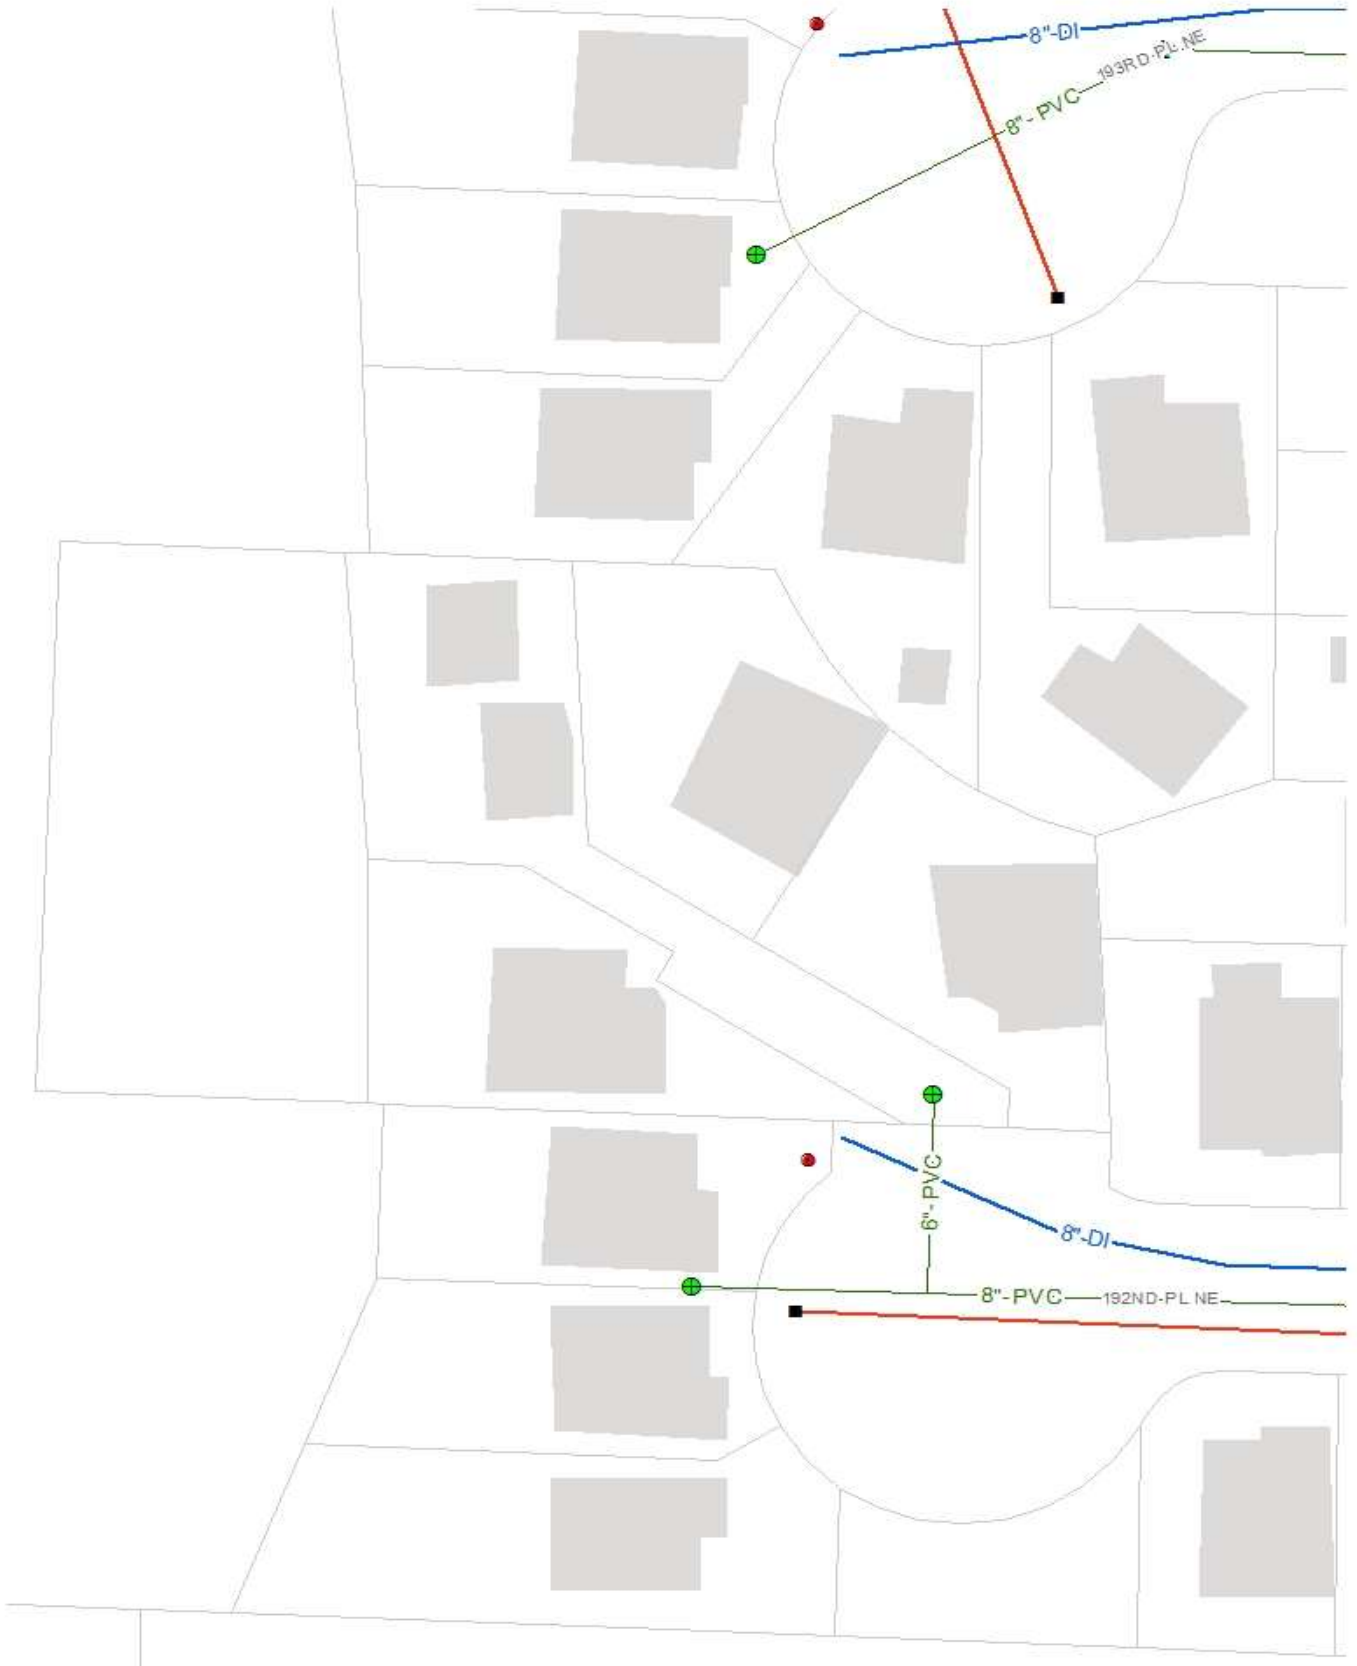 8"-DI
193RD-PL NE
8"- PVC
6"- PVC
8"-DI
8"-PVC
192ND-PL NE